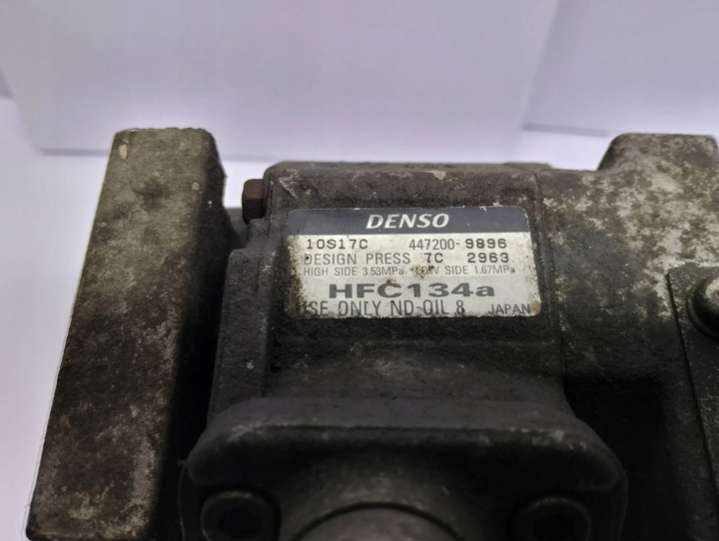 DENSO
10S17C 447200-9896
DESIGN PRESS 7C 2963
HIGH SIDE 3.53MPa LOW SIDE 1.67MPa
HFC134a
USE ONLY ND-OIL 8 JAPAN